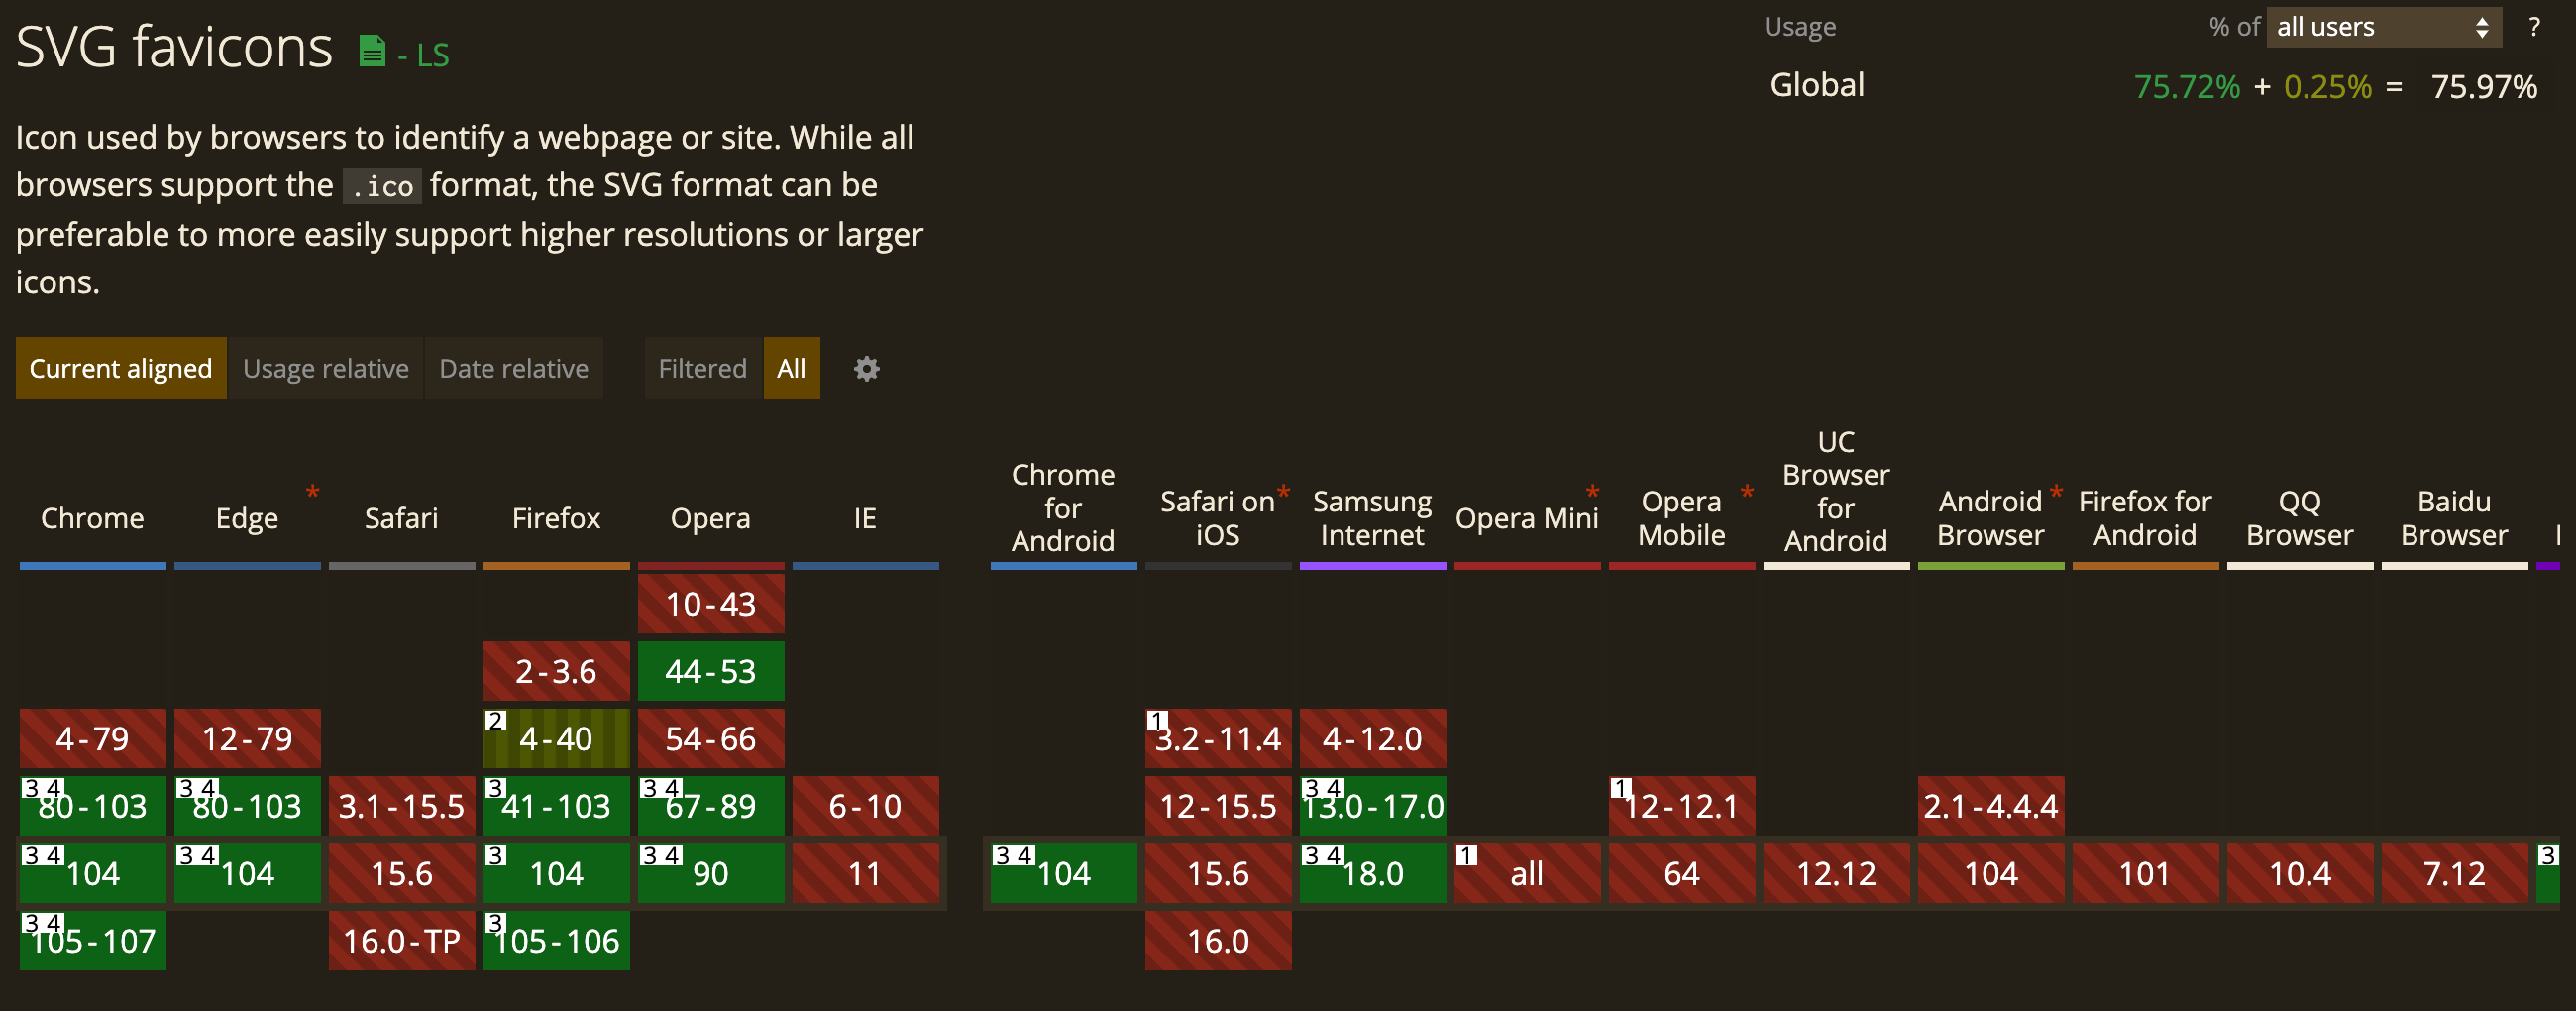 SVG favicons - LS
Usage % of all users ?
Global 75.72% + 0.25% = 75.97%
Icon used by browsers to identify a webpage or site. While all
browsers support the .ico format, the SVG format can be
preferable to more easily support higher resolutions or larger
icons.
Current aligned Usage relative Date relative Filtered All
Chrome
Edge *
Safari
Firefox
Opera
IE
Chrome
for
Android
Safari on *
iOS
Samsung
Internet
Opera Mini *
Opera *
Mobile
UC
Browser
for
Android
Android *
Browser
Firefox for
Android
QQ
Browser
Baidu
Browser
10-43
2-3.6 44-53
4-79 12-79 2 4-40 54-66 1 3.2-11.4 4-12.0
3 4 80-103 3 4 80-103 3.1-15.5 3 41-103 3 4 67-89 6-10 12-15.5 3 4 13.0-17.0 1 12-12.1 2.1-4.4.4
3 4 104 3 4 104 15.6 3 104 3 4 90 11 3 4 104 15.6 3 4 18.0 1 all 64 12.12 104 101 10.4 7.12 3
3 4 105-107 16.0-TP 3 105-106 16.0